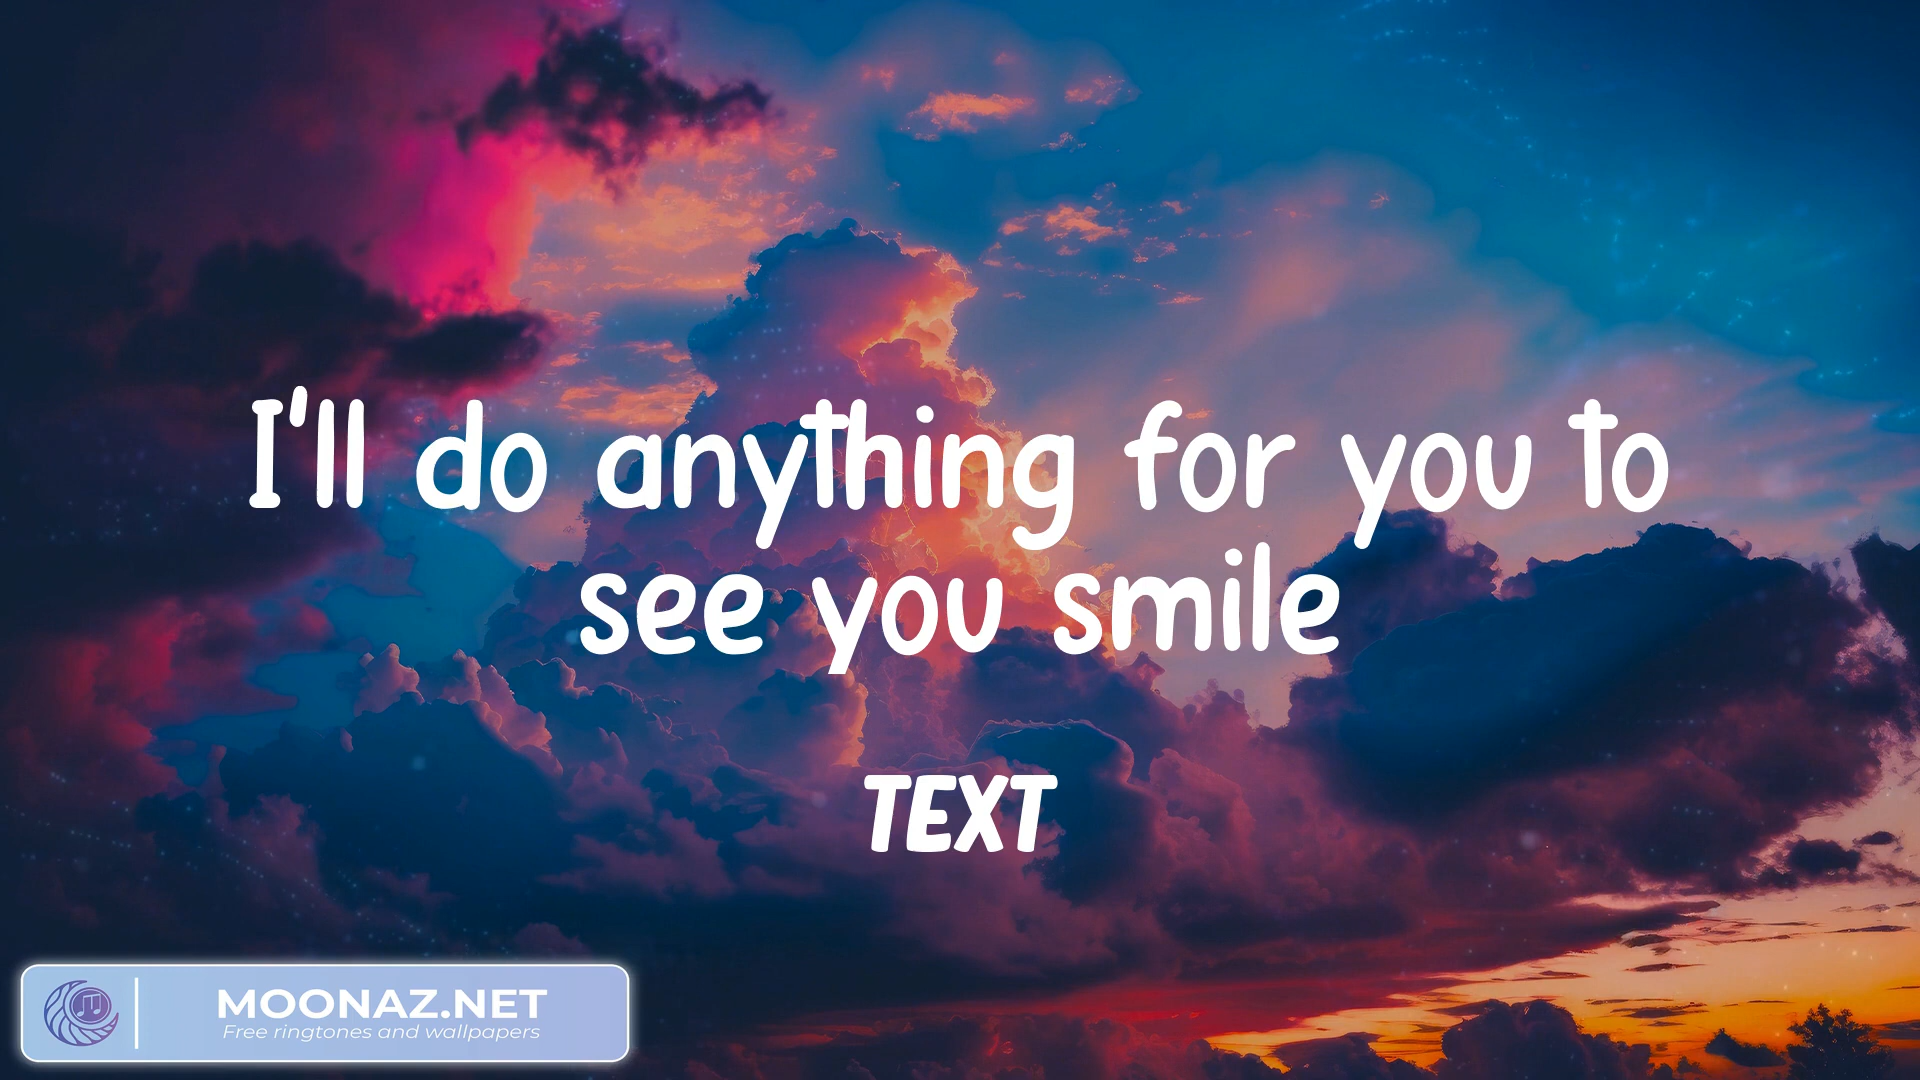 I'll do anything for you to
see you smile
TEXT
MOONAZ.NET
Free ringtones and wallpapers